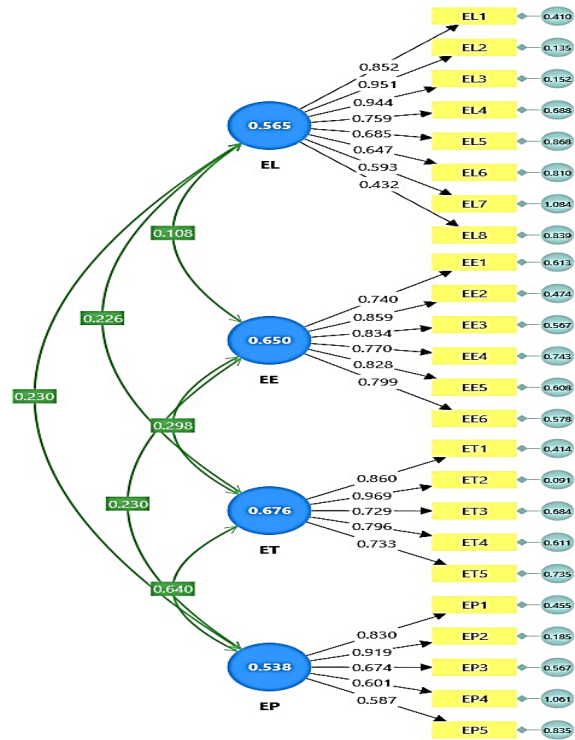 EL1 0.410
EL2 0.135
0.852
0.951
EL3 0.152
0.944
EL4 0.688
0.759
0.565
0.685
EL5 0.868
0.647
EL
EL6 0.810
0.593
0.432
EL7 1.084
0.108
EL8 0.839
EE1 0.613
EE2 0.474
0.740
0.859
0.226
EE3 0.567
0.834
0.650
0.770
EE4 0.743
0.828
EE
EE5 0.608
0.799
0.230
EE6 0.578
0.298
ET1 0.414
0.860
ET2 0.091
0.969
0.230
0.676
0.729
ET3 0.684
0.796
ET
ET4 0.611
0.733
ET5 0.735
0.640
EP1 0.455
0.830
EP2 0.185
0.919
0.538
0.674
EP3 0.567
0.601
EP
EP4 1.061
0.587
EP5 0.835